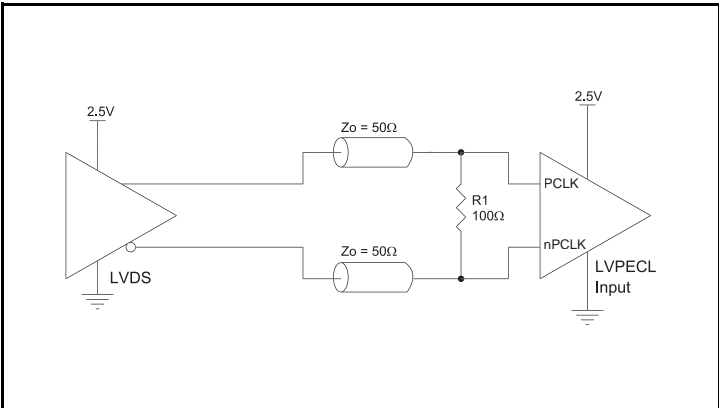 2.5V
2.5V
Zo = 50Ω
PCLK
R1
100Ω
nPCLK
Zo = 50Ω
LVDS
LVPECL
Input